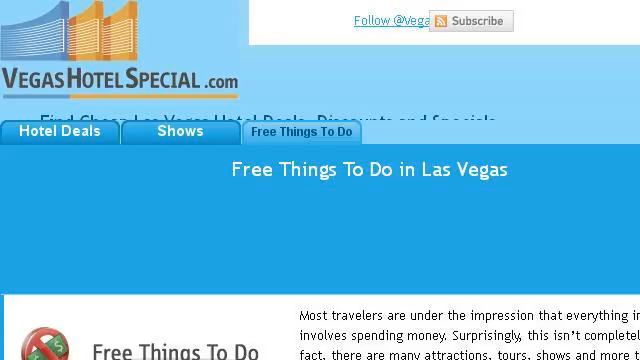 VEGASHOTELSPECIAL.com
Follow @Vega
Subscribe
Find Cheap Las Vegas Hotel Deals, Discounts and Specials
Hotel Deals
Shows
Free Things To Do
Free Things To Do in Las Vegas
Most travelers are under the impression that everything in
involves spending money. Surprisingly, this isn't completel
fact, there are many attractions, tours, shows and more t
Free Things To Do